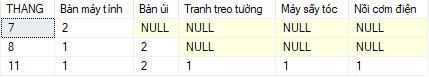 THANG Bàn máy tính Bàn ủi Tranh treo tường Máy sấy tóc Nồi cơm điện
7 2 NULL NULL NULL NULL
8 1 2 NULL NULL NULL
11 1 2 1 1 1